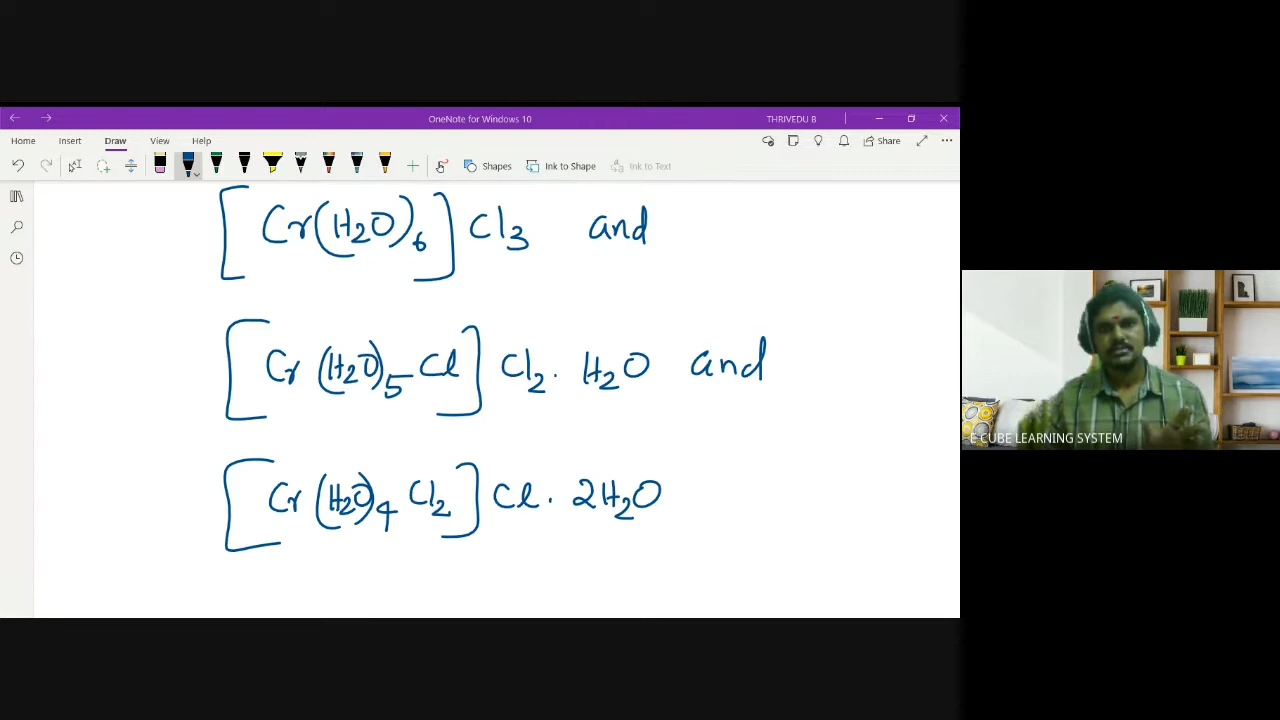 OneNote for Windows 10
THRIVEDU B
Home Insert Draw View Help
Share
Shapes Ink to Shape Ink to Text
[Cr(H2O)6]Cl3 and
[Cr(H2O)5Cl]Cl2. H2O and
[Cr(H2O)4Cl2]Cl. 2H2O
E CUBE LEARNING SYSTEM